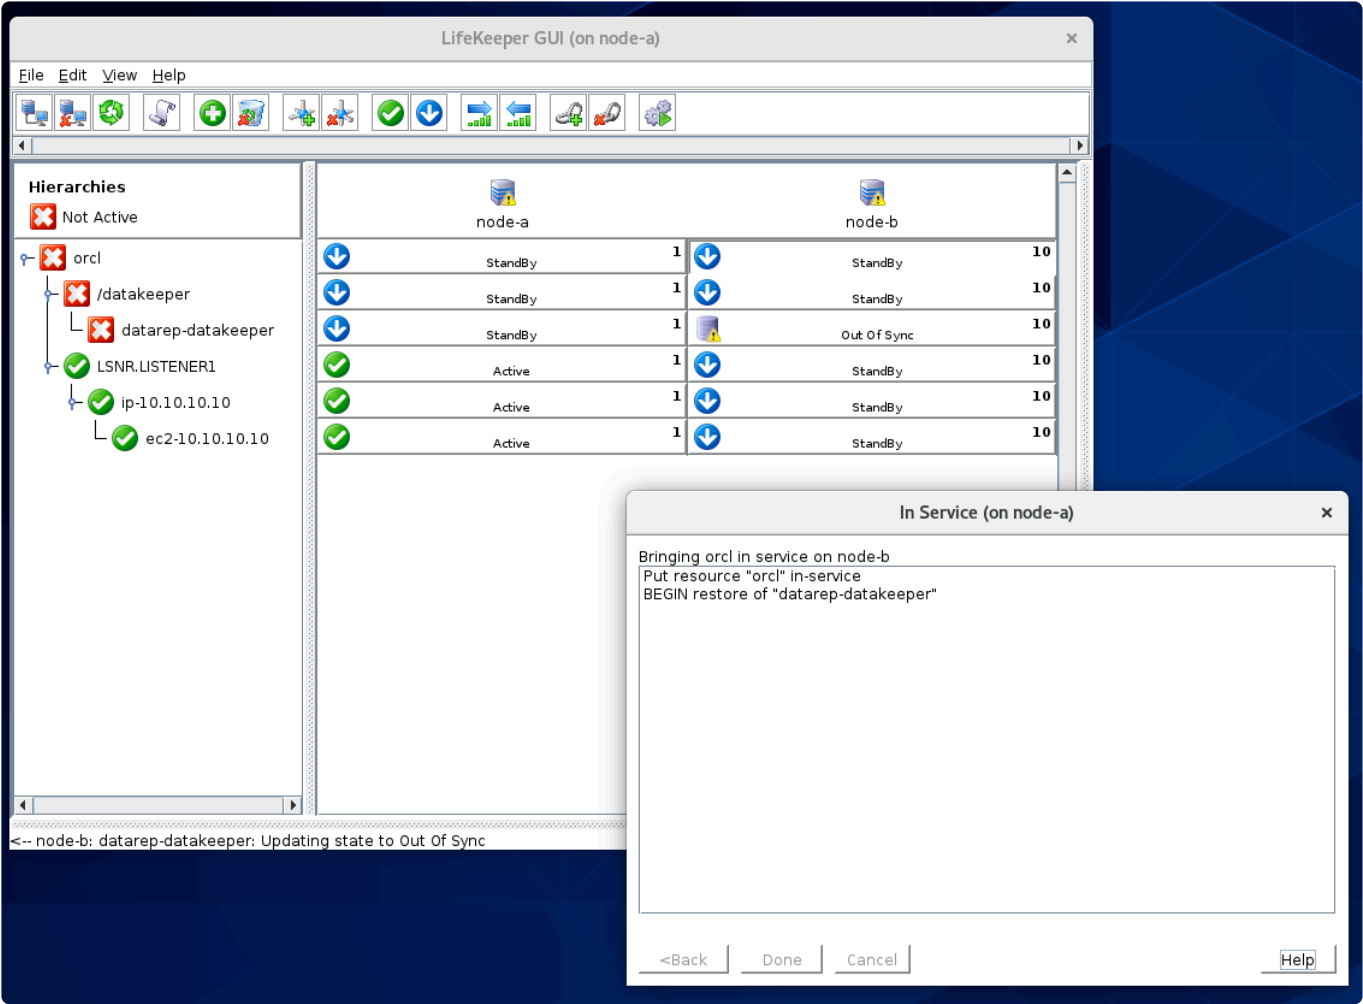 LifeKeeper GUI (on node-a)
File Edit View Help
Hierarchies
Not Active
node-a
node-b
orcl
StandBy 1
StandBy 10
/datakeeper
StandBy 1
StandBy 10
datarep-datakeeper
StandBy 1
Out Of Sync 10
LSNR.LISTENER1
Active 1
StandBy 10
ip-10.10.10.10
Active 1
StandBy 10
ec2-10.10.10.10
Active 1
StandBy 10
<-- node-b: datarep-datakeeper: Updating state to Out Of Sync
In Service (on node-a)
Bringing orcl in service on node-b
Put resource "orcl" in-service
BEGIN restore of "datarep-datakeeper"
<Back Done Cancel Help